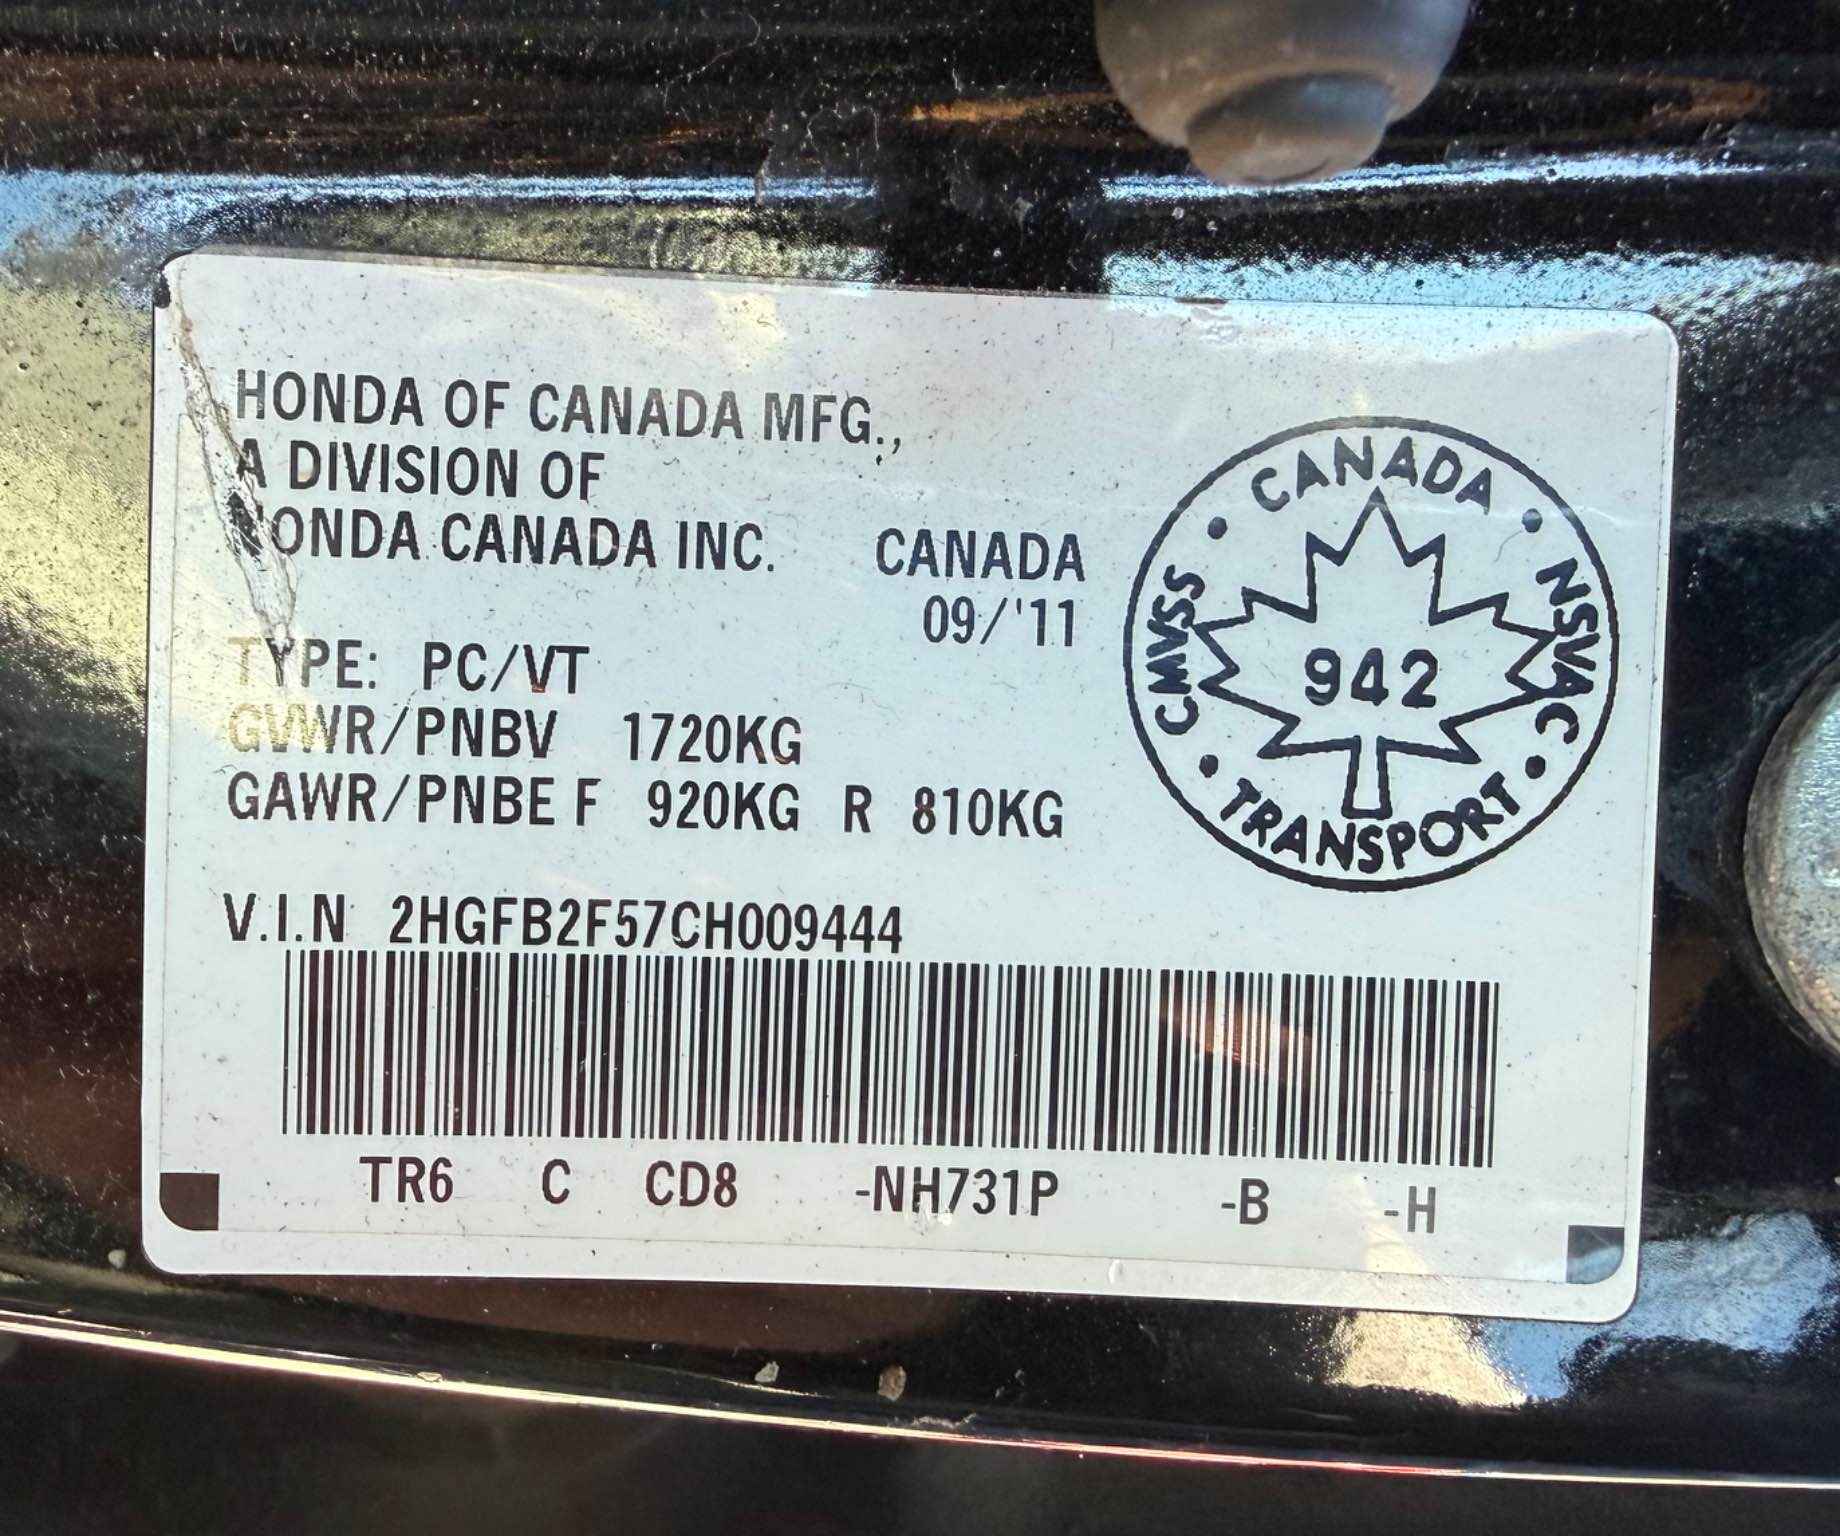 HONDA OF CANADA MFG.,
A DIVISION OF
HONDA CANADA INC. CANADA
09/'11
TYPE: PC/VT
GVWR/PNBV 1720KG
GAWR/PNBE F 920KG R 810KG
CANADA • NSVAC • TRANSPORT • CMVSS •
942
V.I.N 2HGFB2F57CH009444
TR6 C CD8 -NH731P -B -H